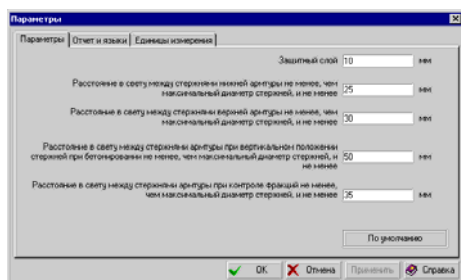 Параметры
Параметры Отчет и языки Единицы измерения
Защитный слой 10 мм
Расстояние в свету между стержнями нижней арматуры не менее, чем
максимальный диаметр стержней, и не менее 25 мм
Расстояние в свету между стержнями верхней арматуры не менее, чем
максимальный диаметр стержней, и не менее 30 мм
Расстояние в свету между стержнями арматуры при вертикальном положении
стержней при бетонировании не менее, чем максимальный диаметр стержней, и
не менее 50 мм
Расстояние в свету между стержнями арматуры при контроле фракций не менее,
чем максимальный диаметр стержней, и не менее 35 мм
По умолчанию
OK Отмена Применить Справка